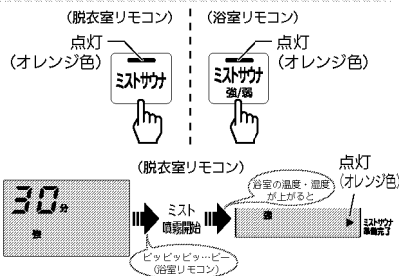 (脱衣室リモコン) (浴室リモコン)
点灯 点灯
(オレンジ色) (オレンジ色)
ミストサウナ ミストサウナ
強/弱
(脱衣室リモコン)
点灯
(オレンジ色)
浴室の温度・湿度
が上がると
30分
強
ミスト
噴霧開始
強
ミストサウナ
準備完了
ピッピッピッ…ピー
(浴室リモコン)